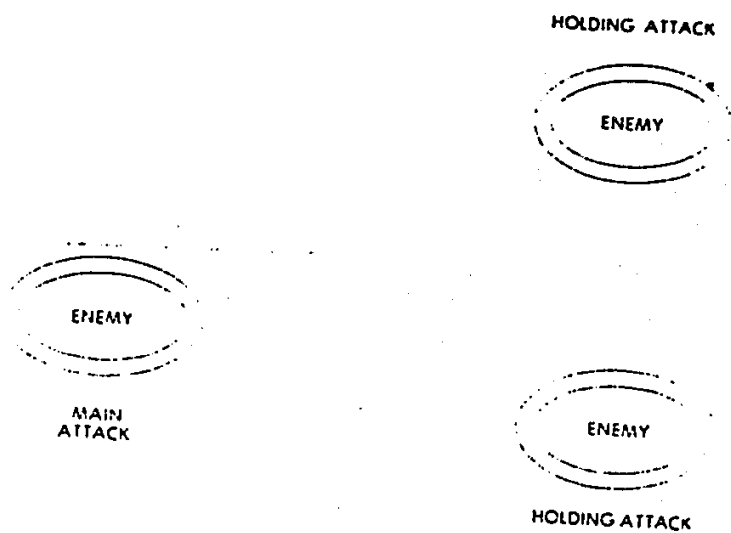 HOLDING ATTACK
ENEMY
ENEMY
MAIN
ATTACK
ENEMY
HOLDING ATTACK